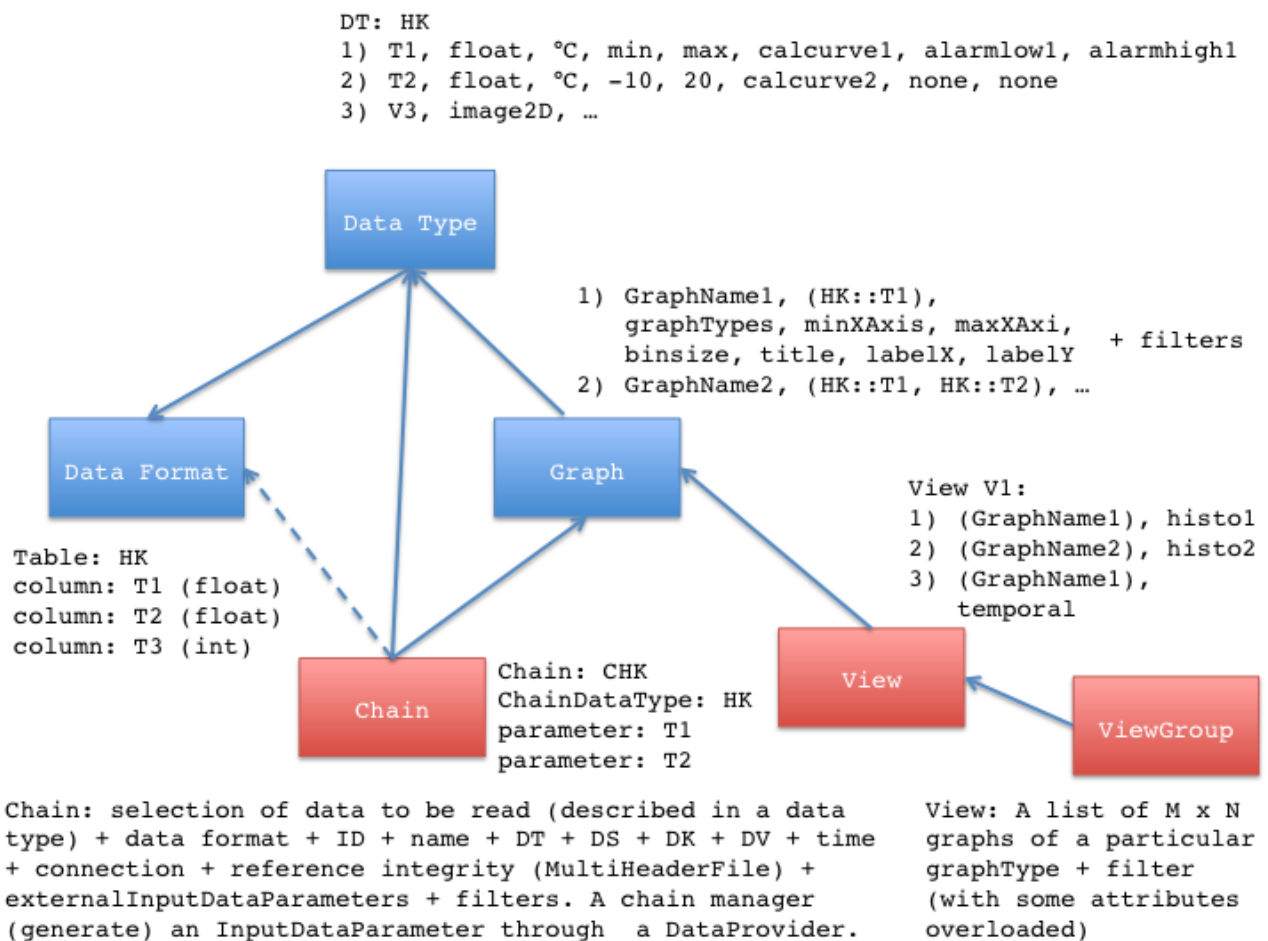 DT: HK
1) T1, float, °C, min, max, calcurve1, alarmlow1, alarmhigh1
2) T2, float, °C, -10, 20, calcurve2, none, none
3) V3, image2D, …
Data Type
1) GraphName1, (HK::T1),
graphTypes, minXAxis, maxXAxi,
binsize, title, labelX, labelY
+ filters
2) GraphName2, (HK::T1, HK::T2), …
Data Format
Graph
View V1:
1) (GraphName1), histo1
2) (GraphName2), histo2
3) (GraphName1),
temporal
Table: HK
column: T1 (float)
column: T2 (float)
column: T3 (int)
Chain
Chain: CHK
ChainDataType: HK
parameter: T1
parameter: T2
View
ViewGroup
Chain: selection of data to be read (described in a data
type) + data format + ID + name + DT + DS + DK + DV + time
+ connection + reference integrity (MultiHeaderFile) +
externalInputDataParameters + filters. A chain manager
(generate) an InputDataParameter through a DataProvider.
View: A list of M x N
graphs of a particular
graphType + filter
(with some attributes
overloaded)